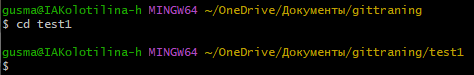 gusma@IAKolotilina-h MINGW64 ~/OneDrive/Документы/gittraning
$ cd test1
gusma@IAKolotilina-h MINGW64 ~/OneDrive/Документы/gittraning/test1
$